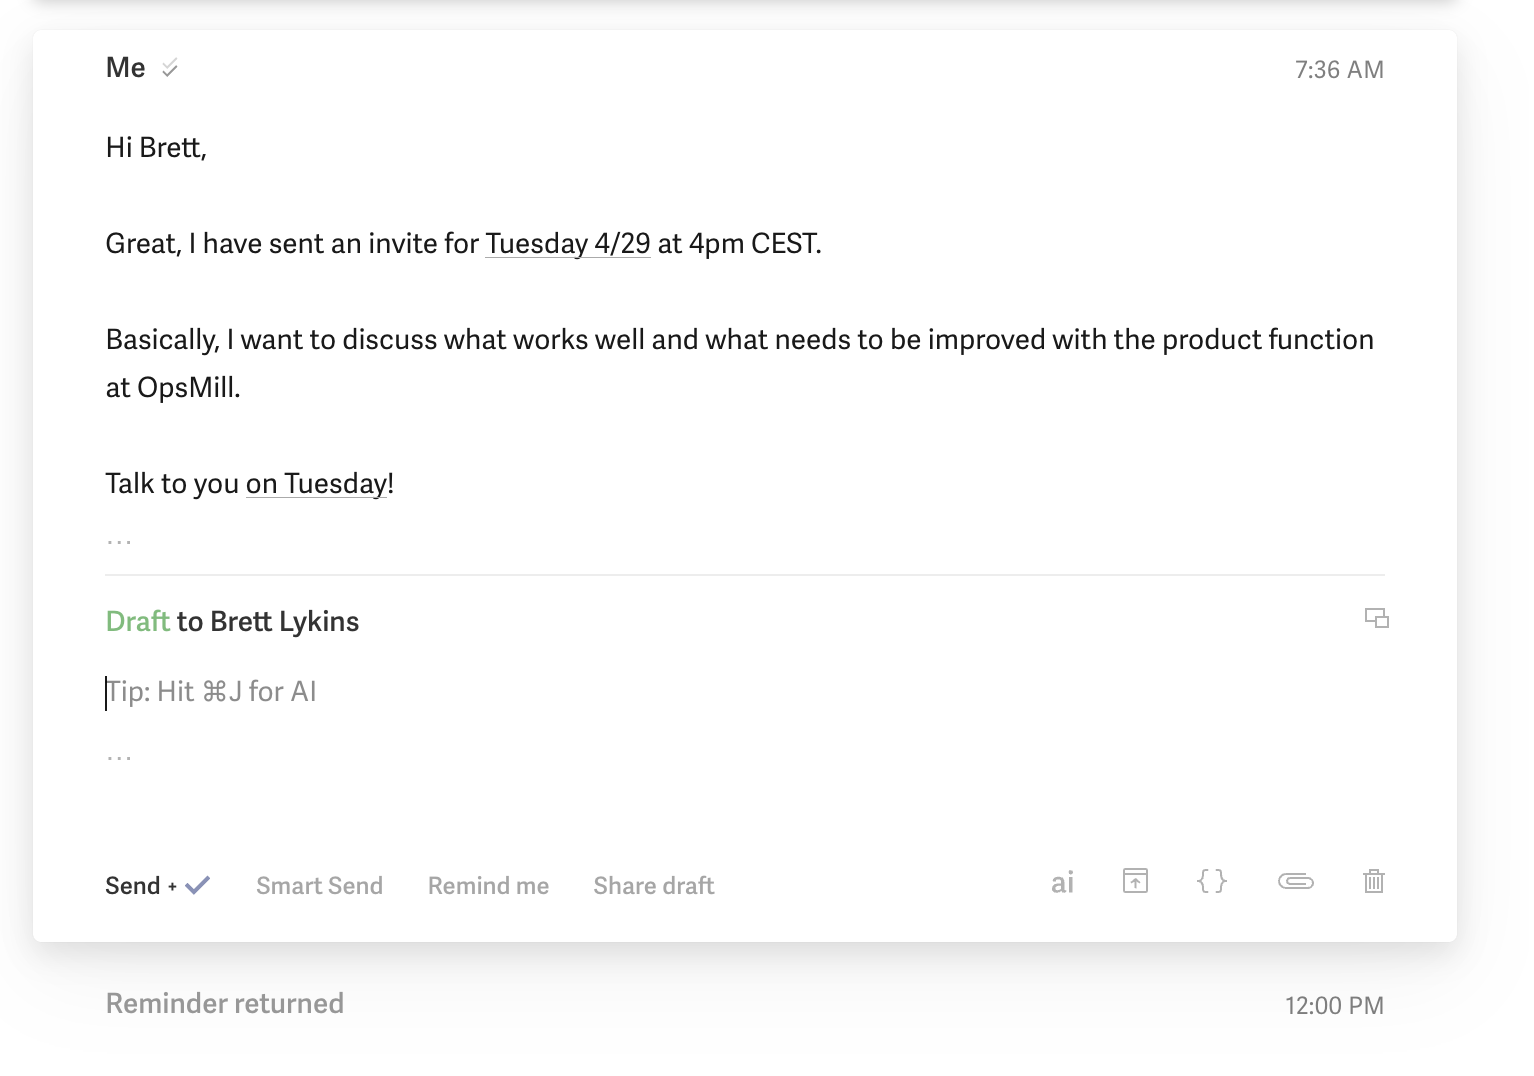 Me
7:36 AM
Hi Brett,
Great, I have sent an invite for Tuesday 4/29 at 4pm CEST.
Basically, I want to discuss what works well and what needs to be improved with the product function
at OpsMill.
Talk to you on Tuesday!
...
Draft to Brett Lykins
Tip: Hit ⌘J for AI
...
Send + ✓ Smart Send Remind me Share draft ai { }
Reminder returned
12:00 PM